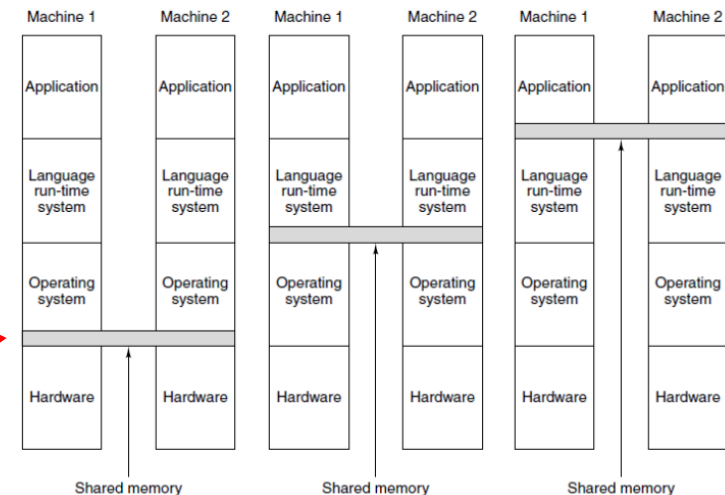 Machine 1 Machine 2 Machine 1 Machine 2 Machine 1 Machine 2
Application Application Application Application Application Application
Language Language Language Language Language Language
run-time run-time run-time run-time run-time run-time
system system system system system system
Operating Operating Operating Operating Operating Operating
system system system system system system
Hardware Hardware Hardware Hardware Hardware Hardware
Shared memory Shared memory Shared memory